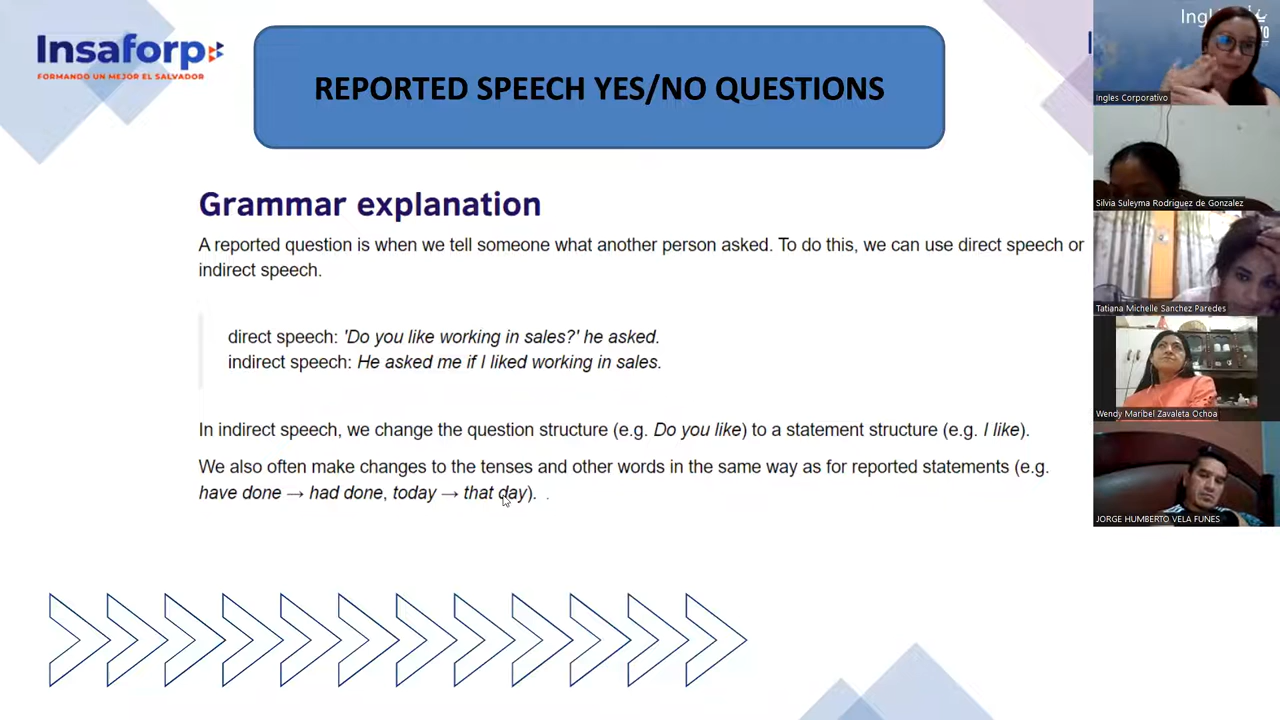 Insaforp
FORMANDO UN MEJOR EL SALVADOR
REPORTED SPEECH YES/NO QUESTIONS
Grammar explanation
A reported question is when we tell someone what another person asked. To do this, we can use direct speech or
indirect speech.
direct speech: 'Do you like working in sales?' he asked.
indirect speech: He asked me if I liked working in sales.
In indirect speech, we change the question structure (e.g. Do you like) to a statement structure (e.g. I like).
We also often make changes to the tenses and other words in the same way as for reported statements (e.g.
have done → had done, today → that day).
Ingles Corporativo
Silvia Suleyma Rodriguez de Gonzalez
Tatiana Michelle Sanchez Paredes
Wendy Maribel Zavaleta Ochoa
JORGE HUMBERTO VELA FUNES